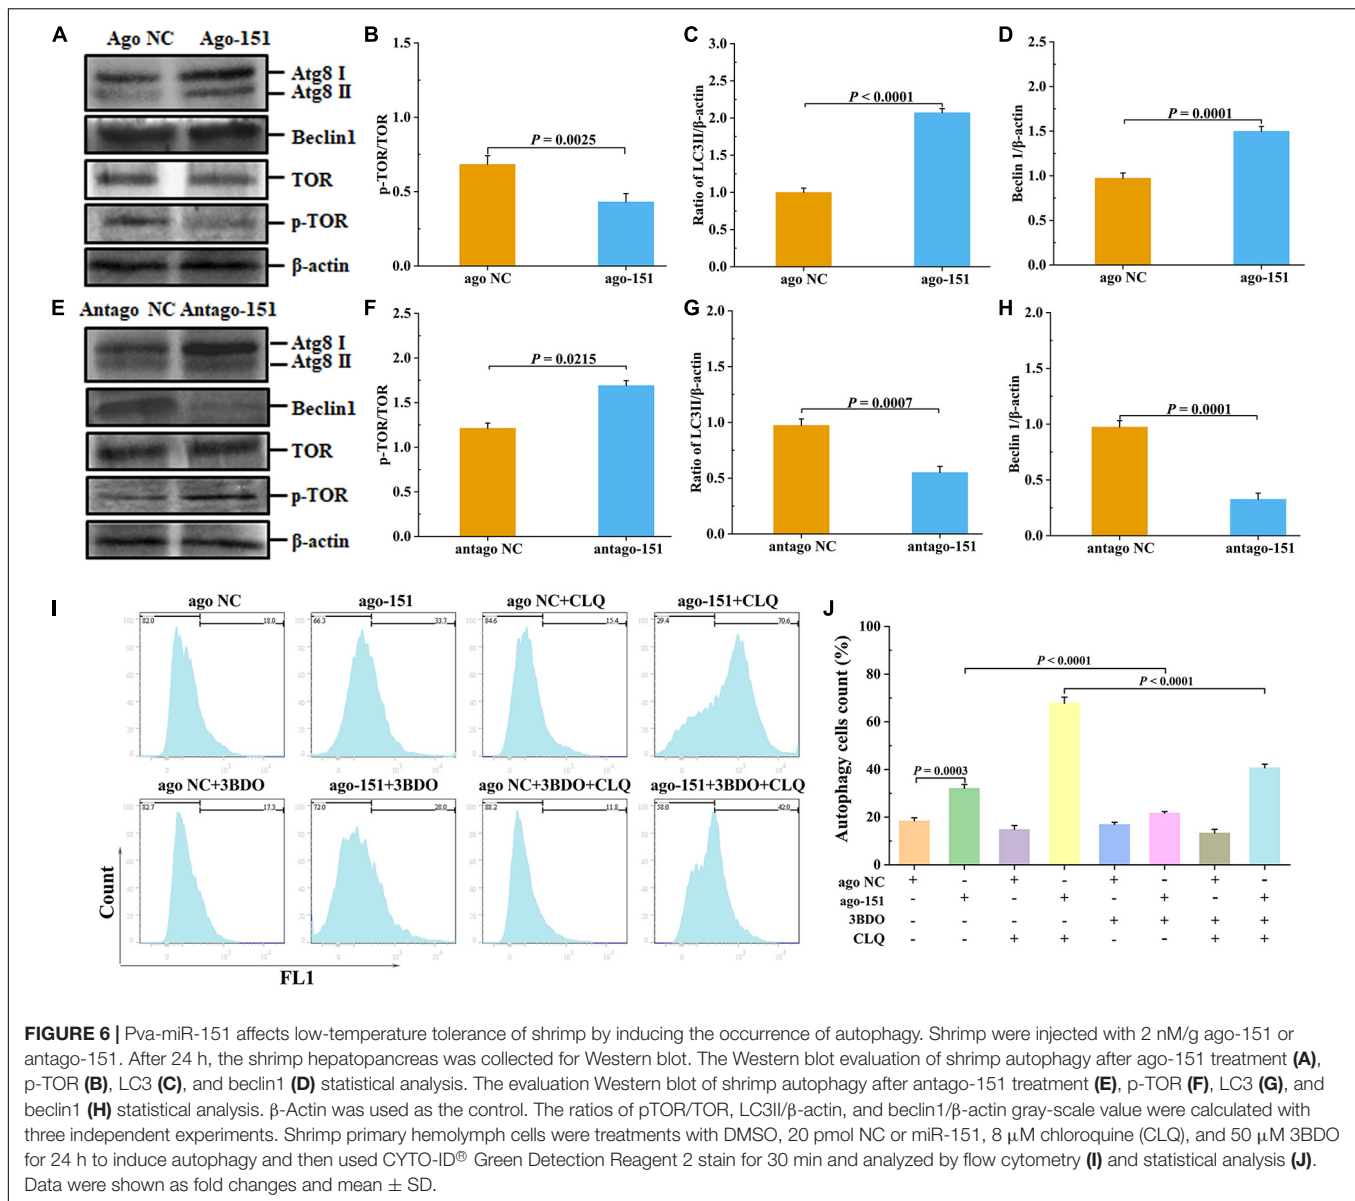 A
Ago NC Ago-151
Atg8 I
Atg8 II
Beclin1
TOR
p-TOR
β-actin
B
1.5
1.0
0.5
0.0
p-TOR/TOR
P = 0.0025
ago NC ago-151
C
3.0
2.5
2.0
1.5
1.0
0.5
0.0
Ratio of LC3II/β-actin
P < 0.0001
ago NC ago-151
D
2.5
2.0
1.5
1.0
0.5
0.0
Beclin 1/β-actin
P = 0.0001
ago NC ago-151
E
Antago NC Antago-151
Atg8 I
Atg8 II
Beclin1
TOR
p-TOR
β-actin
F
2.5
2.0
1.5
1.0
0.5
0.0
p-TOR/TOR
P = 0.0215
antago NC antago-151
G
2.0
1.5
1.0
0.5
0.0
Ratio of LC3II/β-actin
P = 0.0007
antago NC antago-151
H
1.0
0.5
0.0
Beclin 1/β-actin
P = 0.0001
antago NC antago-151
I
ago NC ago-151 ago NC+CLQ ago-151+CLQ
82.0 18.0 66.3 33.7 84.6 15.4 29.4 70.6
100
80
60
40
20
0
0 10³ 10⁴
ago NC+3BDO ago-151+3BDO ago NC+3BDO+CLQ ago-151+3BDO+CLQ
82.7 17.3 72.0 28.0 88.2 11.8 58.0 42.0
100
80
60
40
20
0
0 10³ 10⁴
Count
FL1
J
100
80
60
40
20
0
Autophagy cells count (%)
P < 0.0001
P < 0.0001
P = 0.0003
ago NC + - + - + - + -
ago-151 - + - + - + - +
3BDO - - - - + + + +
CLQ - - + + - - + +
FIGURE 6 | Pva-miR-151 affects low-temperature tolerance of shrimp by inducing the occurrence of autophagy. Shrimp were injected with 2 nM/g ago-151 or
antago-151. After 24 h, the shrimp hepatopancreas was collected for Western blot. The Western blot evaluation of shrimp autophagy after ago-151 treatment (A),
p-TOR (B), LC3 (C), and beclin1 (D) statistical analysis. The evaluation Western blot of shrimp autophagy after antago-151 treatment (E), p-TOR (F), LC3 (G), and
beclin1 (H) statistical analysis. β-Actin was used as the control. The ratios of pTOR/TOR, LC3II/β-actin, and beclin1/β-actin gray-scale value were calculated with
three independent experiments. Shrimp primary hemolymph cells were treatments with DMSO, 20 pmol NC or miR-151, 8 μM chloroquine (CLQ), and 50 μM 3BDO
for 24 h to induce autophagy and then used CYTO-ID® Green Detection Reagent 2 stain for 30 min and analyzed by flow cytometry (I) and statistical analysis (J).
Data were shown as fold changes and mean ± SD.